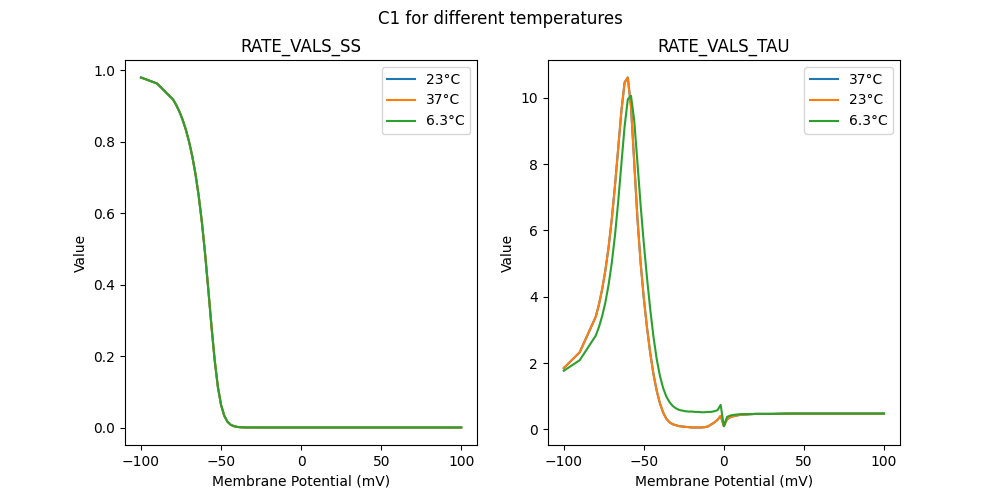 C1 for different temperatures
RATE_VALS_SS
1.0
0.8
0.6
0.4
0.2
0.0
Value
−100
−50
0
50
100
Membrane Potential (mV)
23°C
37°C
6.3°C
RATE_VALS_TAU
10
8
6
4
2
0
Value
−100
−50
0
50
100
Membrane Potential (mV)
37°C
23°C
6.3°C